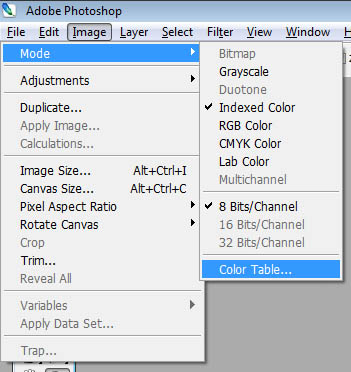 Adobe Photoshop
File Edit Image Layer Select Filter View Window
Mode
Adjustments
Duplicate...
Apply Image...
Calculations...
Image Size... Alt+Ctrl+I
Canvas Size... Alt+Ctrl+C
Pixel Aspect Ratio
Rotate Canvas
Crop
Trim...
Reveal All
Variables
Apply Data Set...
Trap...
Bitmap
Grayscale
Duotone
Indexed Color
RGB Color
CMYK Color
Lab Color
Multichannel
8 Bits/Channel
16 Bits/Channel
32 Bits/Channel
Color Table...